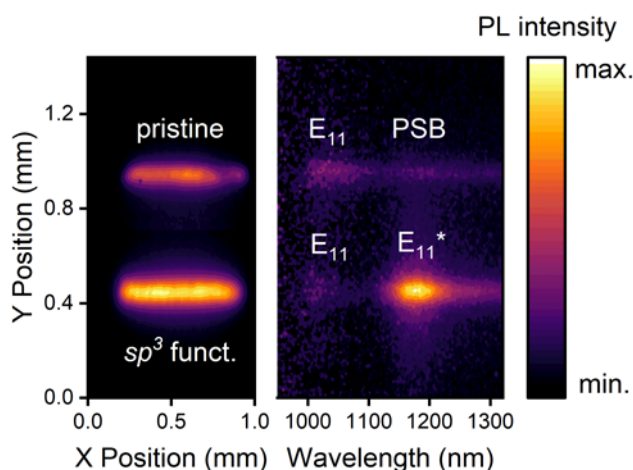 PL intensity
max.
min.
Y Position (mm)
1.2
0.8
0.4
0.0
pristine
sp³ funct.
0.0
0.5
1.0
X Position (mm)
E₁₁
PSB
E₁₁
E₁₁*
1000
1100
1200
1300
Wavelength (nm)